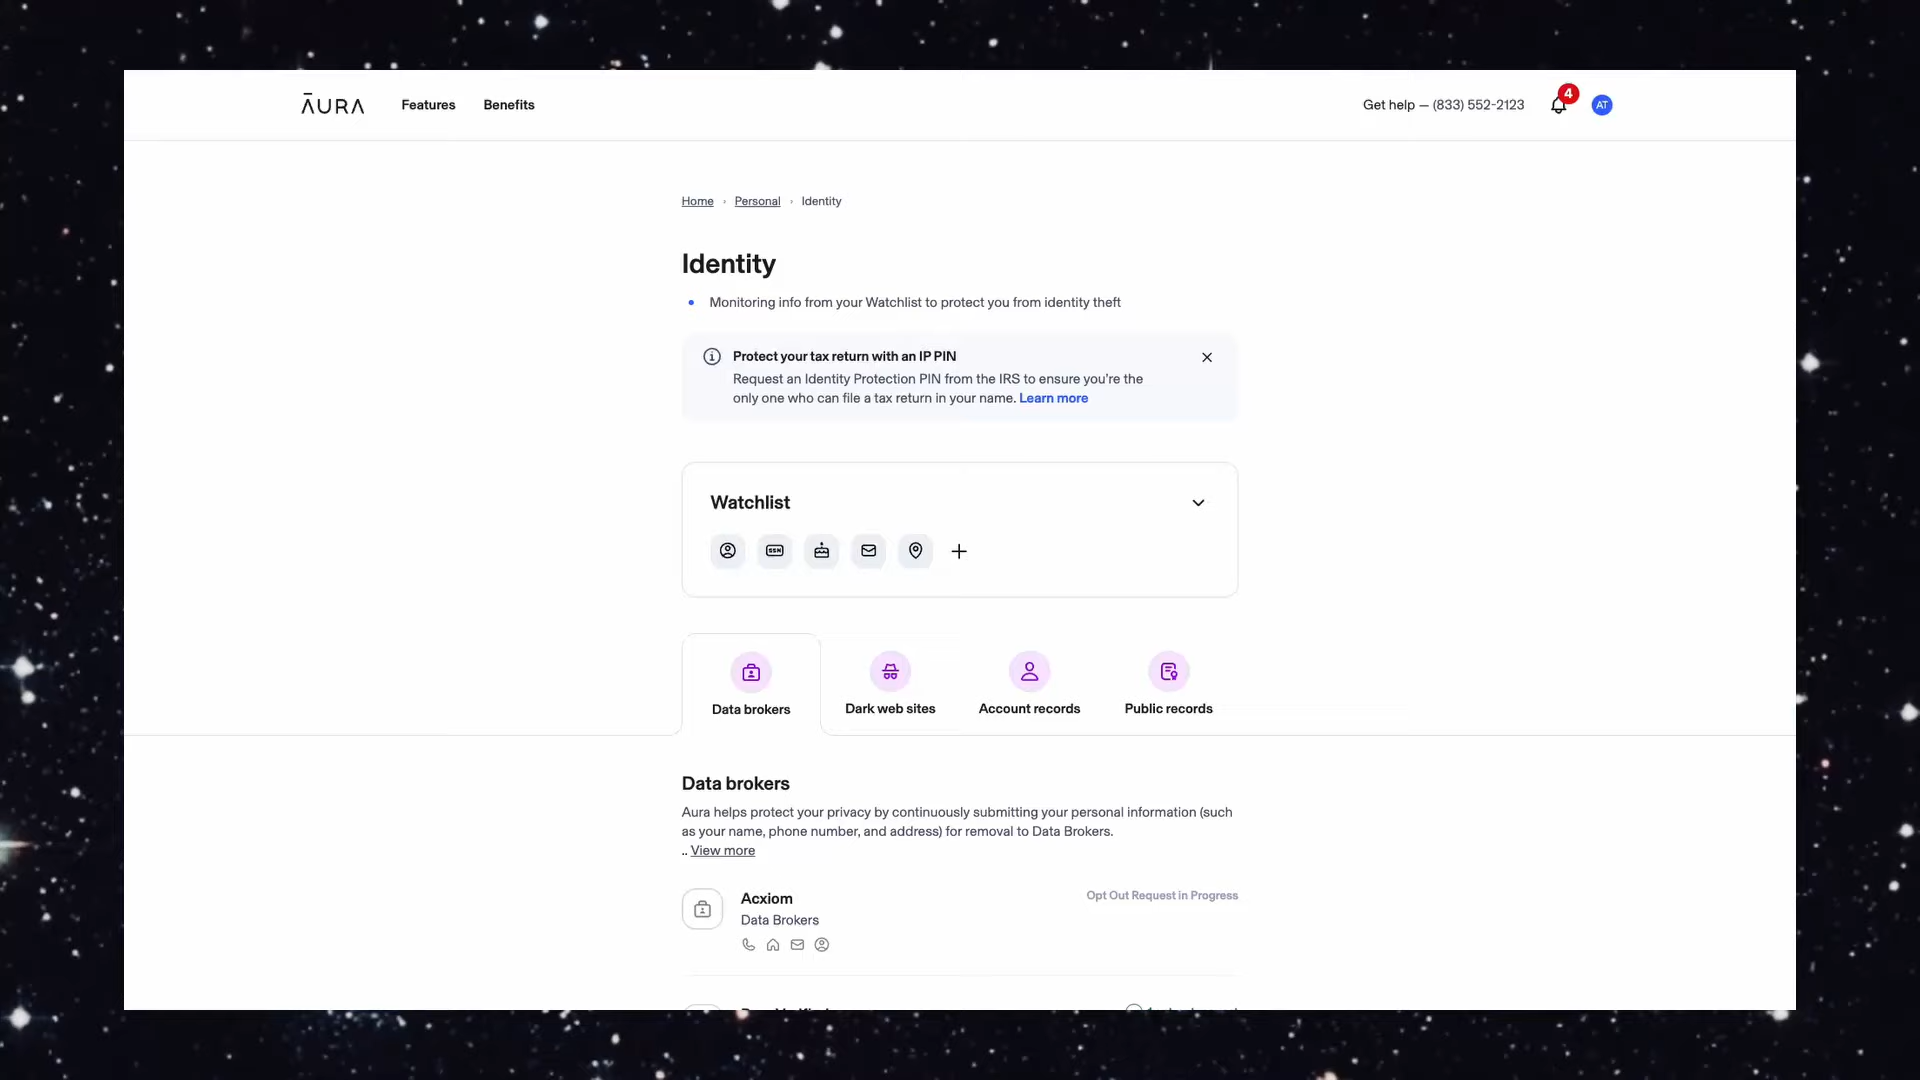 ĀURA
Features
Benefits
Get help — (833) 552-2123
4
AT
Home › Personal › Identity
Identity
Monitoring info from your Watchlist to protect you from identity theft
Protect your tax return with an IP PIN
Request an Identity Protection PIN from the IRS to ensure you're the
only one who can file a tax return in your name. Learn more
Watchlist
SSN
Data brokers
Dark web sites
Account records
Public records
Data brokers
Aura helps protect your privacy by continuously submitting your personal information (such
as your name, phone number, and address) for removal to Data Brokers.
.. View more
Acxiom
Opt Out Request in Progress
Data Brokers